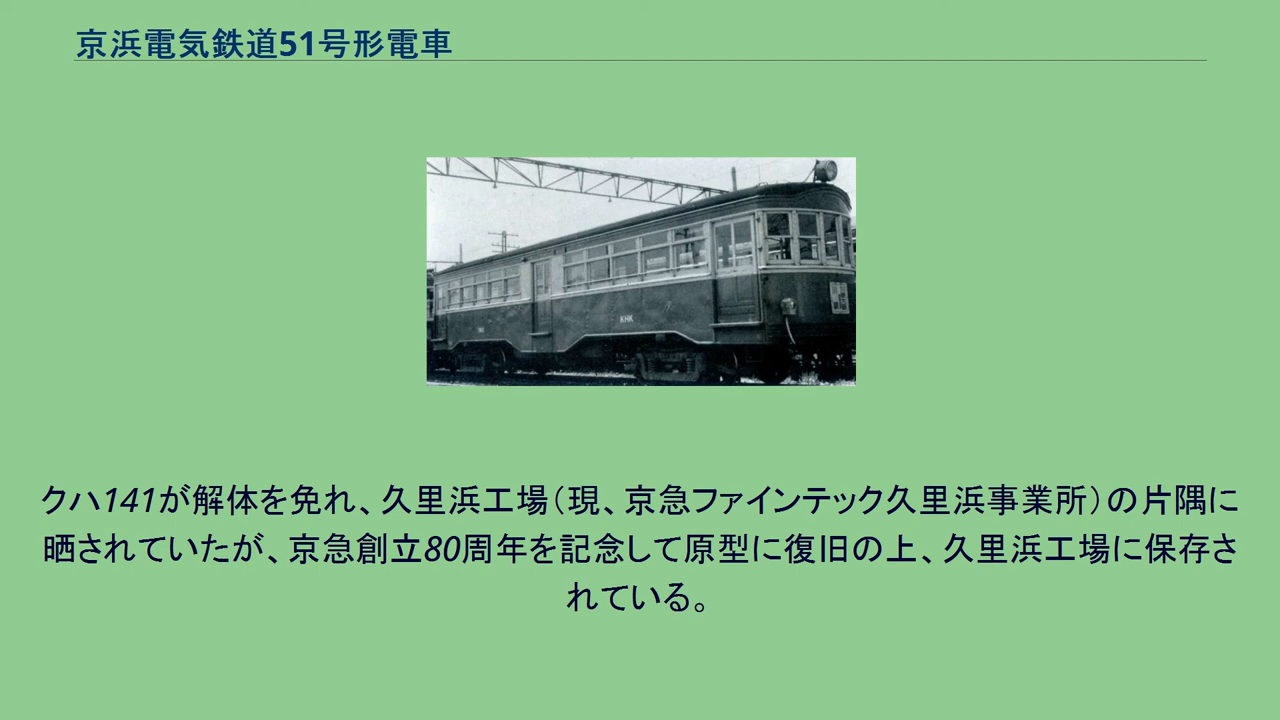 京浜電気鉄道51号形電車
KHK
クハ141が解体を免れ、久里浜工場（現、京急ファインテック久里浜事業所）の片隅に
晒されていたが、京急創立80周年を記念して原型に復旧の上、久里浜工場に保存さ
れている。